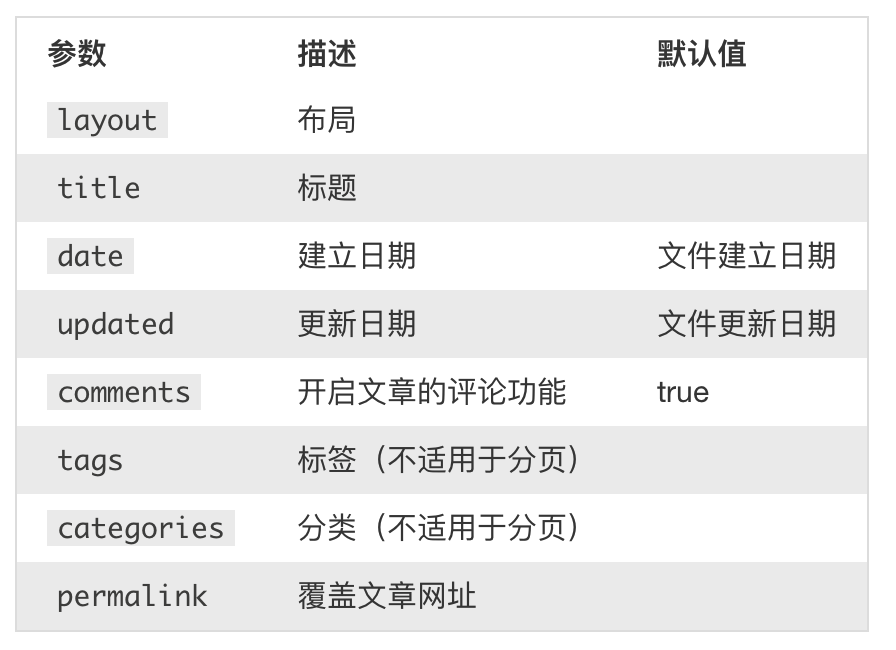 参数 描述 默认值
layout 布局
title 标题
date 建立日期 文件建立日期
updated 更新日期 文件更新日期
comments 开启文章的评论功能 true
tags 标签（不适用于分页）
categories 分类（不适用于分页）
permalink 覆盖文章网址